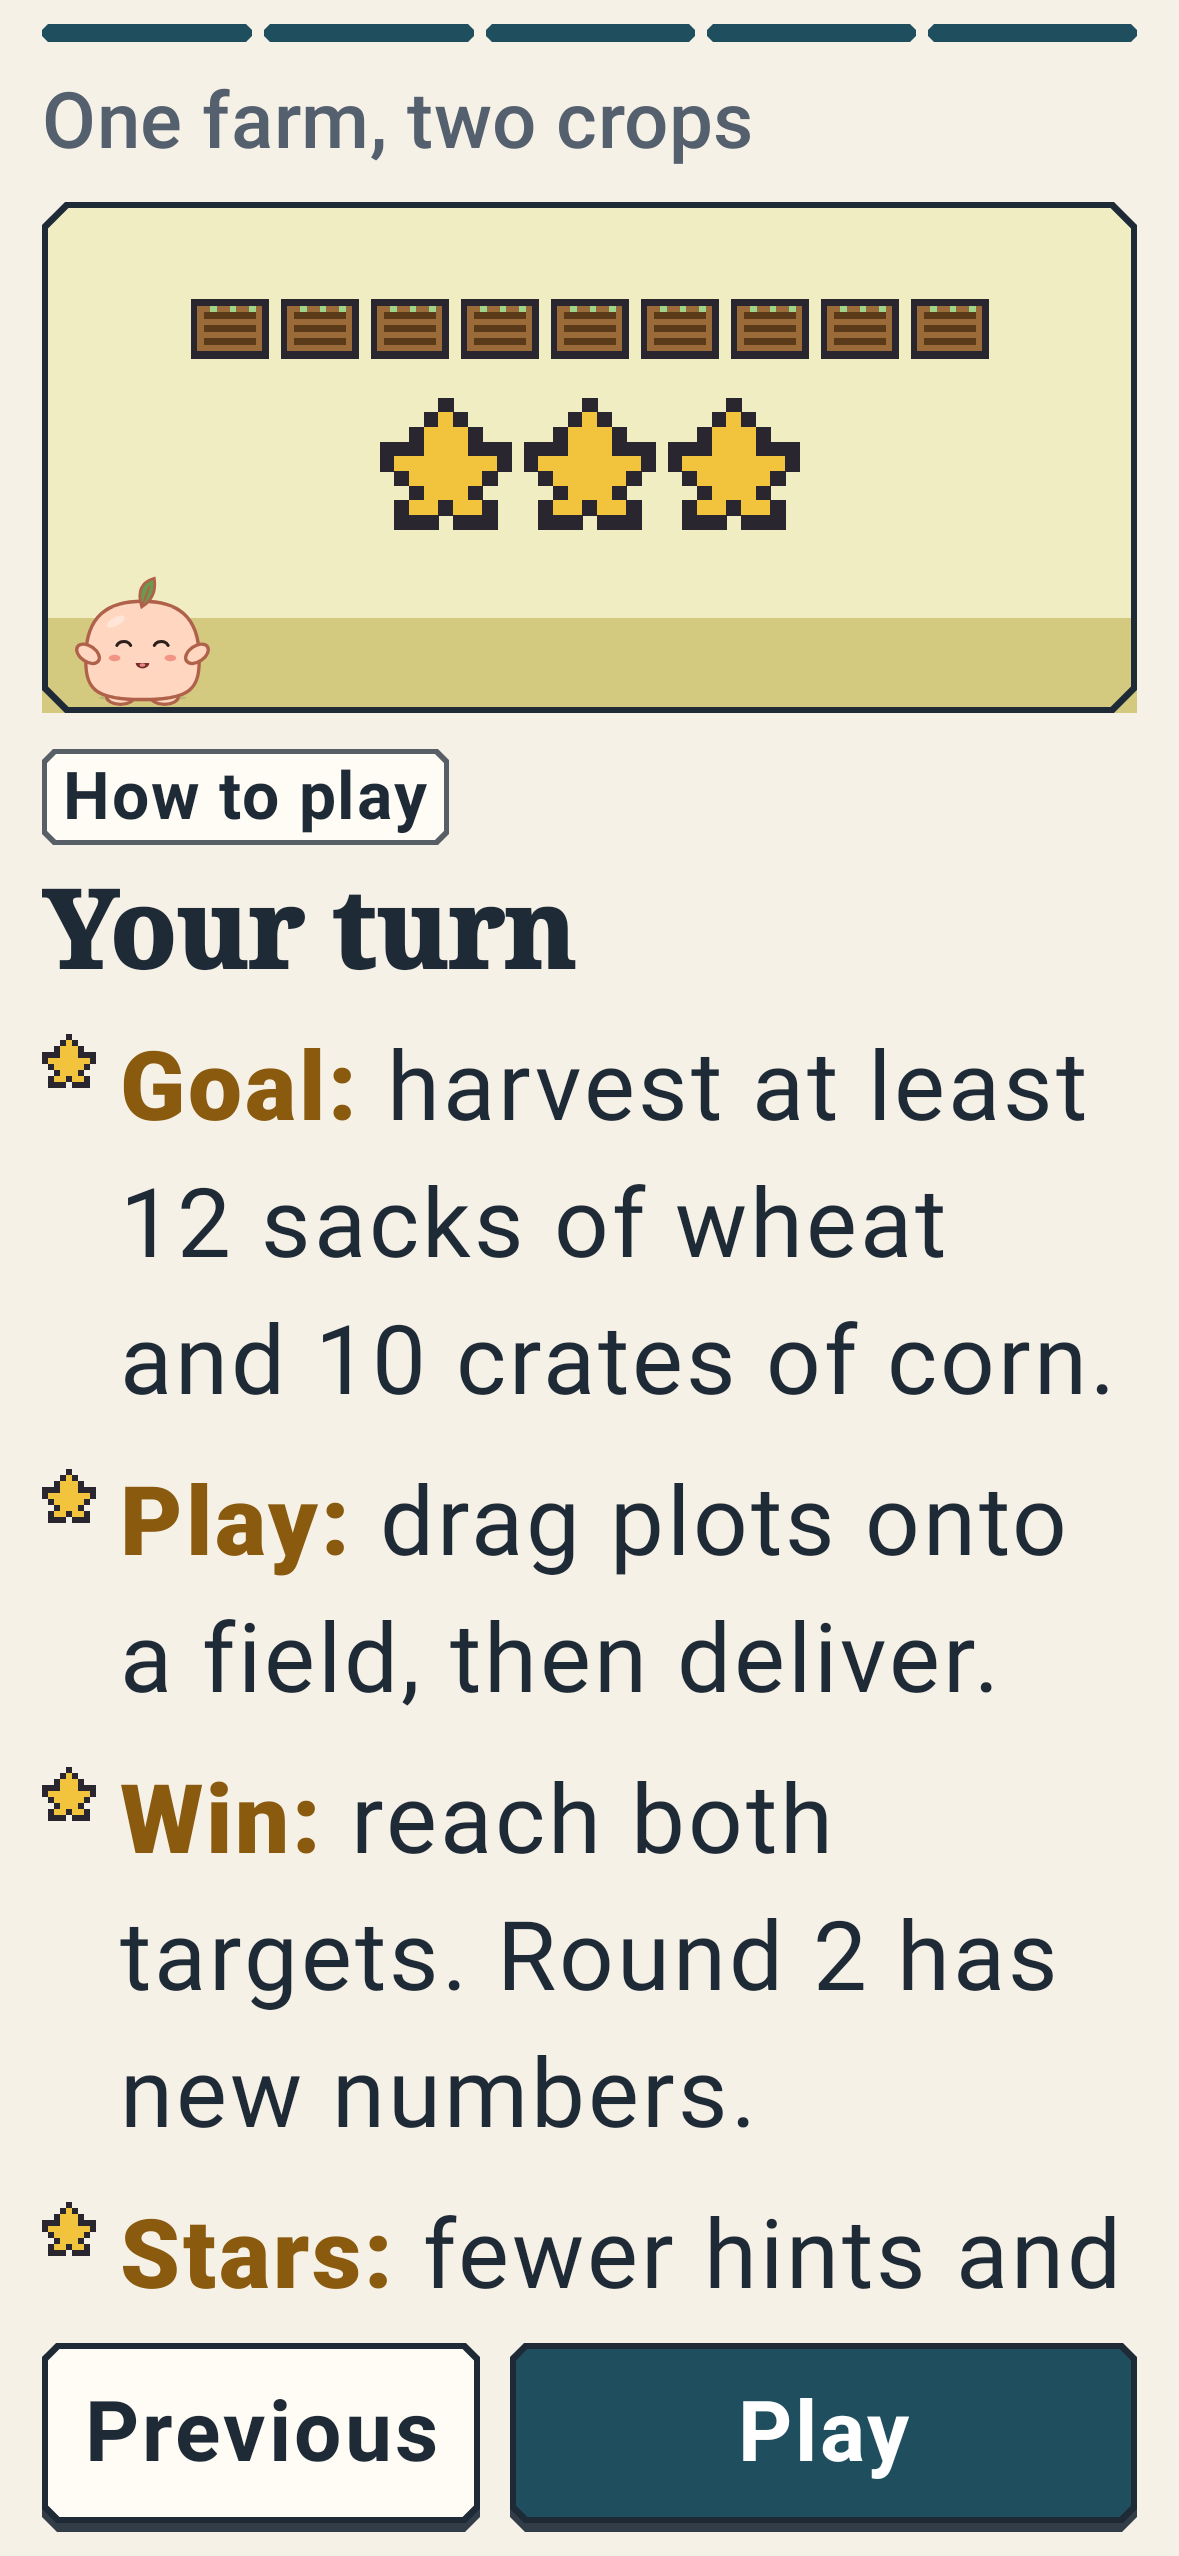 One farm, two crops
How to play
Your turn
Goal: harvest at least
12 sacks of wheat
and 10 crates of corn.
Play: drag plots onto
a field, then deliver.
Win: reach both
targets. Round 2 has
new numbers.
Stars: fewer hints and
Previous
Play